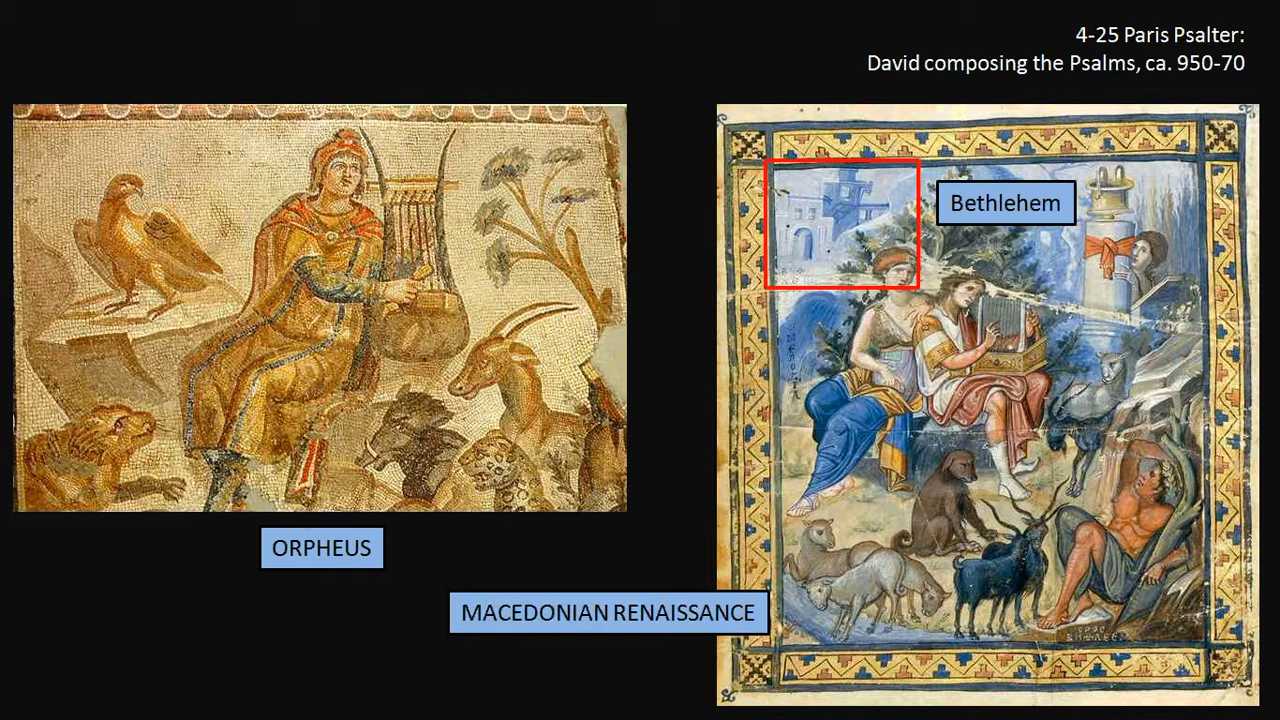 4-25 Paris Psalter:
David composing the Psalms, ca. 950-70
Bethlehem
ORPHEUS
MACEDONIAN RENAISSANCE